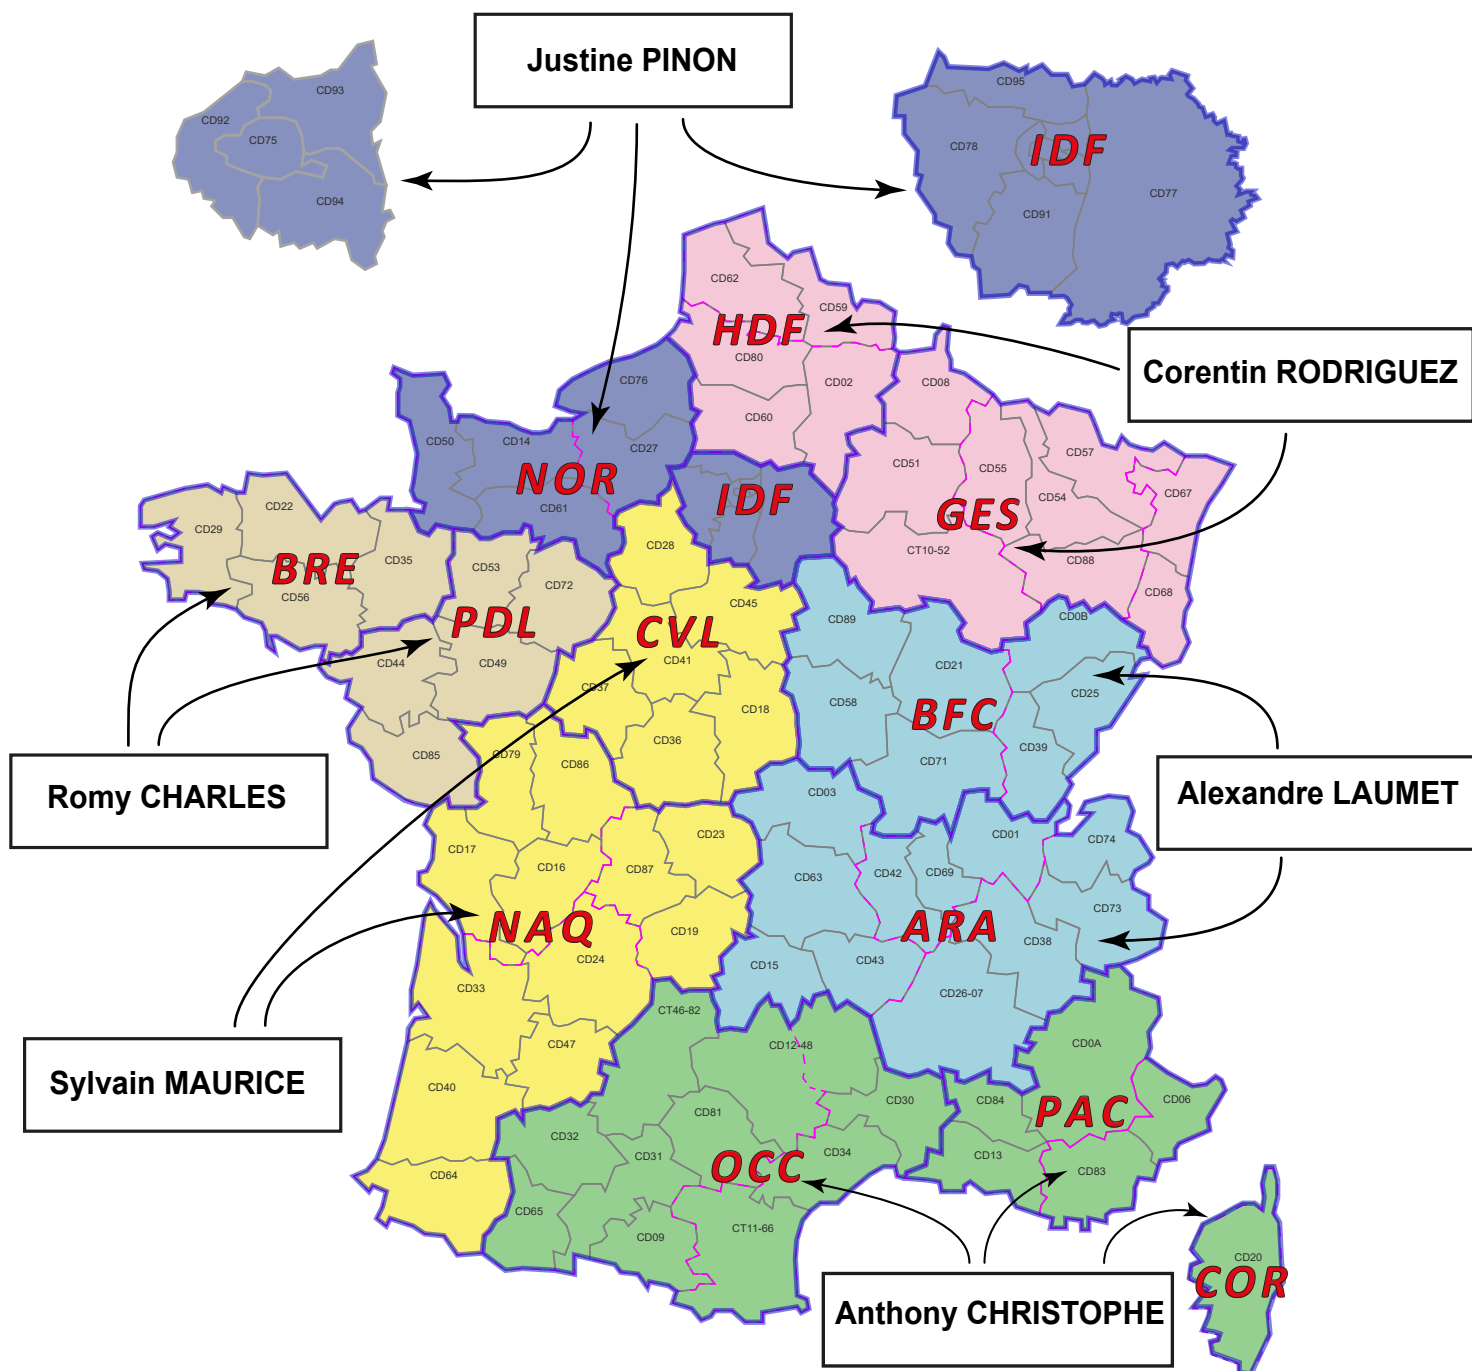 Justine PINON
CD93
CD92
CD75
CD94
CD95
CD78
IDF
CD77
CD91
CD62
CD59
HDF
CD80
CD02
CD60
Corentin RODRIGUEZ
CD76
CD50
CD14
CD27
NOR
CD61
IDF
CD08
CD51
CD55
CD57
CD54
CD67
GES
CT10-52
CD88
CD68
CD22
CD29
CD35
BRE
CD56
CD53
CD72
PDL
CD44
CD49
CD85
CD28
CD45
CVL
CD41
CD37
CD18
CD36
CD89
CD0B
CD21
CD25
CD58
BFC
CD39
CD71
Romy CHARLES
Alexandre LAUMET
CD79
CD86
CD03
CD17
CD16
CD87
CD23
CD01
CD74
CD63
CD42
CD69
CD73
NAQ
CD19
ARA
CD38
CD24
CD15
CD43
CD33
CD26-07
Sylvain MAURICE
CT46-82
CD12-48
CD0A
CD47
CD40
CD30
CD84
PAC
CD06
CD81
CD32
CD31
CD34
CD13
OCC
CD83
CD64
CD65
CD09
CT11-66
CD20
COR
Anthony CHRISTOPHE